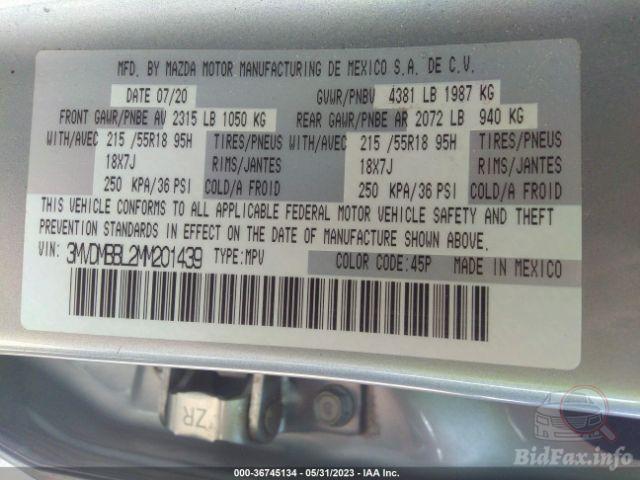 MFD. BY MAZDA MOTOR MANUFACTURING DE MEXICO S.A. DE C.V.
DATE 07/20 GVWR/PNBV 4381 LB 1987 KG
FRONT GAWR/PNBE AV 2315 LB 1050 KG REAR GAWR/PNBE AR 2072 LB 940 KG
WITH/AVEC 215 /55R18 95H TIRES/PNEUS WITH/AVEC 215 /55R18 95H TIRES/PNEUS
18X7J RIMS/JANTES 18X7J RIMS/JANTES
250 KPA/36 PSI COLD/A FROID 250 KPA/36 PSI COLD/A FROID
THIS VEHICLE CONFORMS TO ALL APPLICABLE FEDERAL MOTOR VEHICLE SAFETY AND THEFT
PREVENTION STANDARDS IN EFFECT ON THE DATE OF MANUFACTURE SHOWN ABOVE.
VIN: 3MVDMBBL2MM201439 TYPE:MPV COLOR CODE:45P MADE IN MEXICO
ZR
BidFax.info
000-36745134 - 05/31/2023 - IAA Inc.